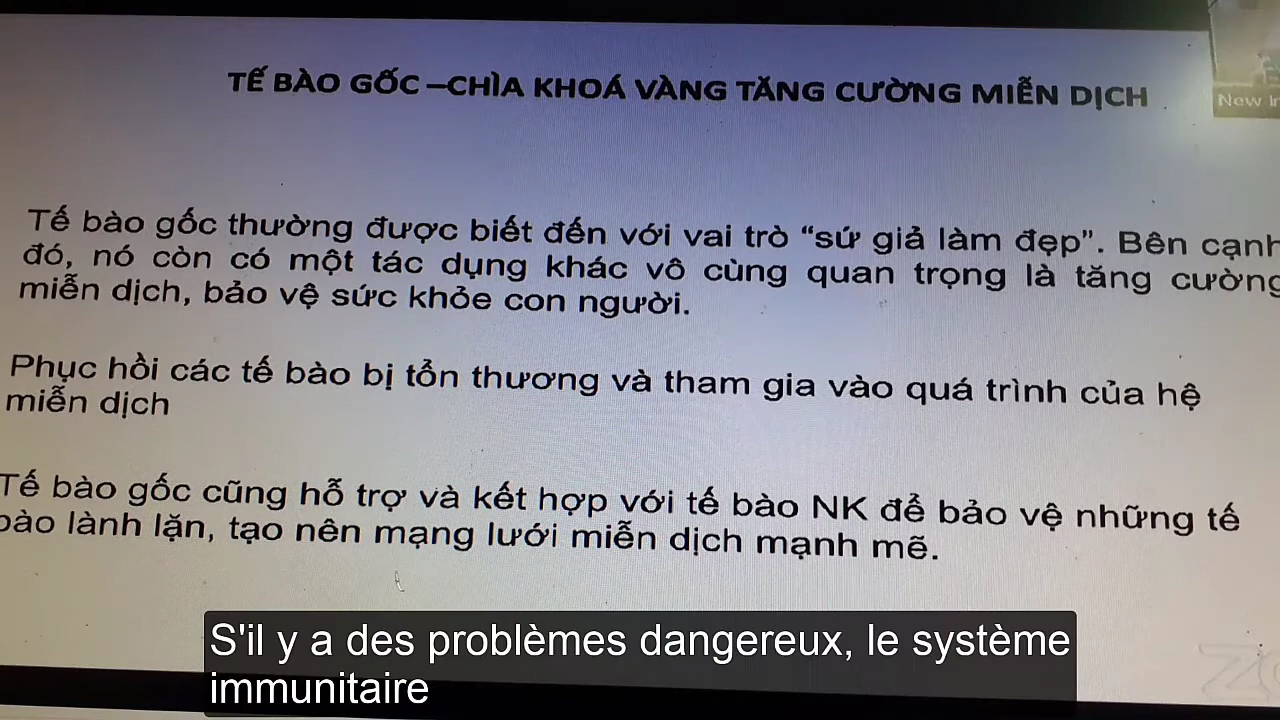 TẾ BÀO GỐC –CHÌA KHOÁ VÀNG TĂNG CƯỜNG MIỄN DỊCH
New
Tế bào gốc thường được biết đến với vai trò “sứ giả làm đẹp”. Bên cạnh
đó, nó còn có một tác dụng khác vô cùng quan trọng là tăng cường
miễn dịch, bảo vệ sức khỏe con người.
Phục hồi các tế bào bị tổn thương và tham gia vào quá trình của hệ
miễn dịch
Tế bào gốc cũng hỗ trợ và kết hợp với tế bào NK để bảo vệ những tế
bào lành lặn, tạo nên mạng lưới miễn dịch mạnh mẽ.
S'il y a des problèmes dangereux, le système
immunitaire